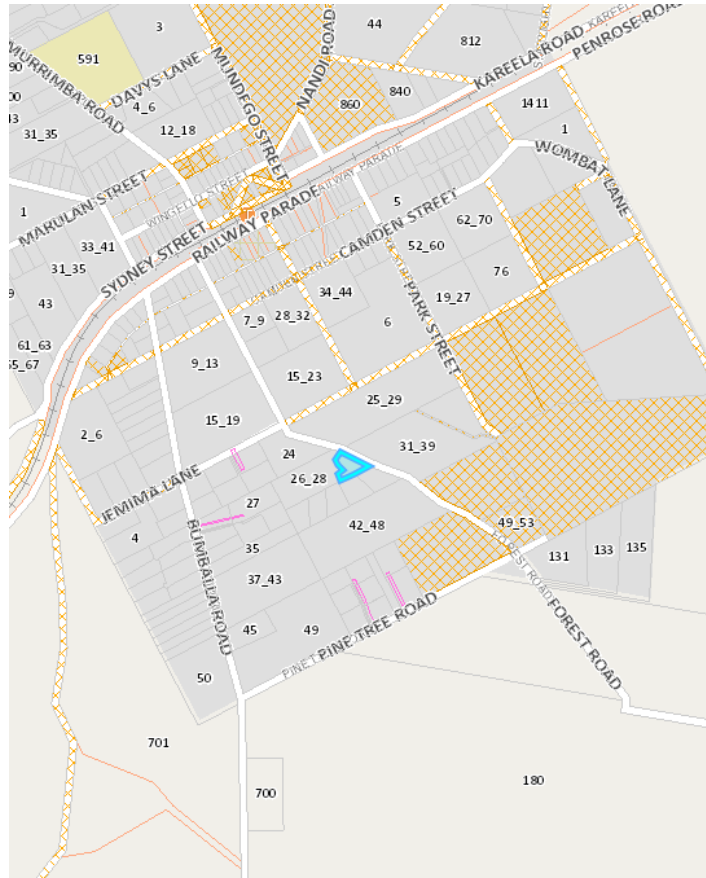 3
44
812
KAREELA ROAD
PENROSE ROAD
591
MURRIMBA ROAD
DAVYS LANE
MUNDEGO STREET
NANDI ROAD
840
860
4_6
1411
31_35
12_18
1
WOMBAT LANE
MARULAN STREET
WINGELLO STREET
RAILWAY PARADE
1
5
SYDNEY STREET
RAILWAY PARADE
CAMDEN STREET
62_70
33_41
52_60
31_35
76
43
34_44
PARK STREET
19_27
7_9
28_32
6
61_63
55_67
9_13
15_23
25_29
15_19
2_6
31_39
24
26_28
JEMIMA LANE
27
4
42_48
49_53
BUMBALLA ROAD
35
FOREST ROAD
131
133
135
37_43
FOREST ROAD
45
49
PINE TREE ROAD
50
701
700
180